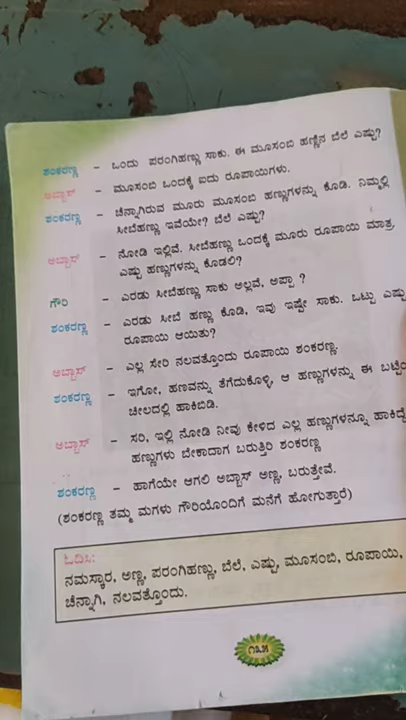 ಶಂಕರಣ್ಣ – ಒಂದು ಪರಂಗಿಹಣ್ಣು ಸಾಕು. ಈ ಮೂಸಂಬಿ ಹಣ್ಣಿನ ಬೆಲೆ ಎಷ್ಟು?
ಅಬ್ಬಾಸ್ – ಮೂಸಂಬಿ ಒಂದಕ್ಕೆ ಐದು ರೂಪಾಯಿಗಳು.
ಶಂಕರಣ್ಣ – ಚೆನ್ನಾಗಿರುವ ಮೂರು ಮೂಸಂಬಿ ಹಣ್ಣುಗಳನ್ನು ಕೊಡಿ. ನಿಮ್ಮಲ್ಲಿ
ಸೀಬೆಹಣ್ಣು ಇವೆಯೇ? ಬೆಲೆ ಎಷ್ಟು?
ಅಬ್ಬಾಸ್ – ನೋಡಿ ಇಲ್ಲಿವೆ. ಸೀಬೆಹಣ್ಣು ಒಂದಕ್ಕೆ ಮೂರು ರೂಪಾಯಿ ಮಾತ್ರ
ಎಷ್ಟು ಹಣ್ಣುಗಳನ್ನು ಕೊಡಲಿ?
ಗೌರಿ – ಎರಡು ಸೀಬೆಹಣ್ಣು ಸಾಕು ಅಲ್ಲವೆ, ಅಪ್ಪಾ ?
ಶಂಕರಣ್ಣ – ಎರಡು ಸೀಬೆ ಹಣ್ಣು ಕೊಡಿ, ಇವು ಇಷ್ಟೇ ಸಾಕು. ಒಟ್ಟು ಎಷ್ಟು
ರೂಪಾಯಿ ಆಯಿತು?
ಅಬ್ಬಾಸ್ – ಎಲ್ಲ ಸೇರಿ ನಲವತ್ತೊಂದು ರೂಪಾಯಿ ಶಂಕರಣ್ಣ.
ಶಂಕರಣ್ಣ – ಇಗೋ, ಹಣವನ್ನು ತೆಗೆದುಕೊಳ್ಳಿ, ಆ ಹಣ್ಣುಗಳನ್ನು ಈ
ಚೀಲದಲ್ಲಿ ಹಾಕಿಬಿಡಿ.
ಅಬ್ಬಾಸ್ – ಸರಿ, ಇಲ್ಲಿ ನೋಡಿ ನೀವು ಕೇಳಿದ ಎಲ್ಲ ಹಣ್ಣುಗಳನ್ನೂ ಹಾಕಿದ್ದೆ
ಹಣ್ಣುಗಳು ಬೇಕಾದಾಗ ಬರುತ್ತಿರಿ ಶಂಕರಣ್ಣ
ಶಂಕರಣ್ಣ – ಹಾಗೆಯೇ ಆಗಲಿ ಅಬ್ಬಾಸ್ ಅಣ್ಣ, ಬರುತ್ತೇವೆ.
(ಶಂಕರಣ್ಣ ತಮ್ಮ ಮಗಳು ಗೌರಿಯೊಂದಿಗೆ ಮನೆಗೆ ಹೋಗುತ್ತಾರೆ)
ಓದಿಸಿ:
ನಮಸ್ಕಾರ, ಅಣ್ಣ, ಪರಂಗಿಹಣ್ಣು, ಬೆಲೆ, ಎಷ್ಟು, ಮೂಸಂಬಿ, ರೂಪಾಯಿ,
ಚೆನ್ನಾಗಿ, ನಲವತ್ತೊಂದು.
೧೩೫